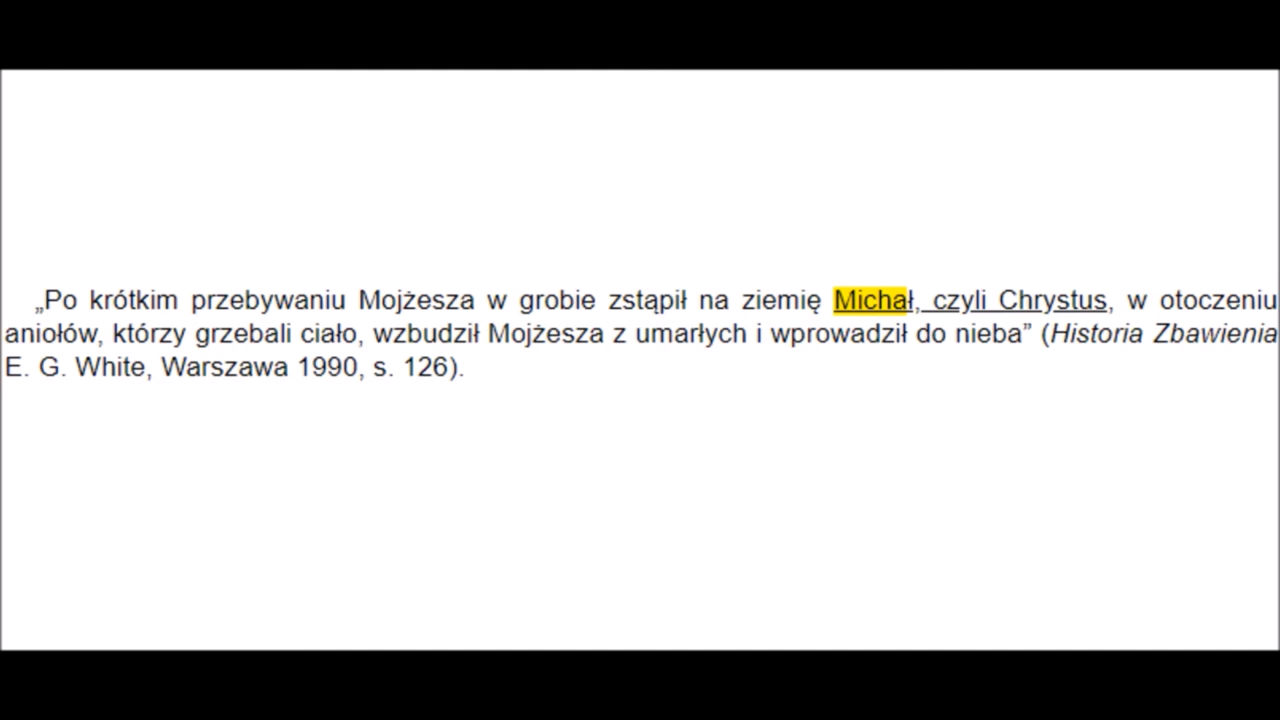 „Po krótkim przebywaniu Mojżesza w grobie zstąpił na ziemię Michał, czyli Chrystus, w otoczeniu
aniołów, którzy grzebali ciało, wzbudził Mojżesza z umarłych i wprowadził do nieba” (Historia Zbawienia
E. G. White, Warszawa 1990, s. 126).